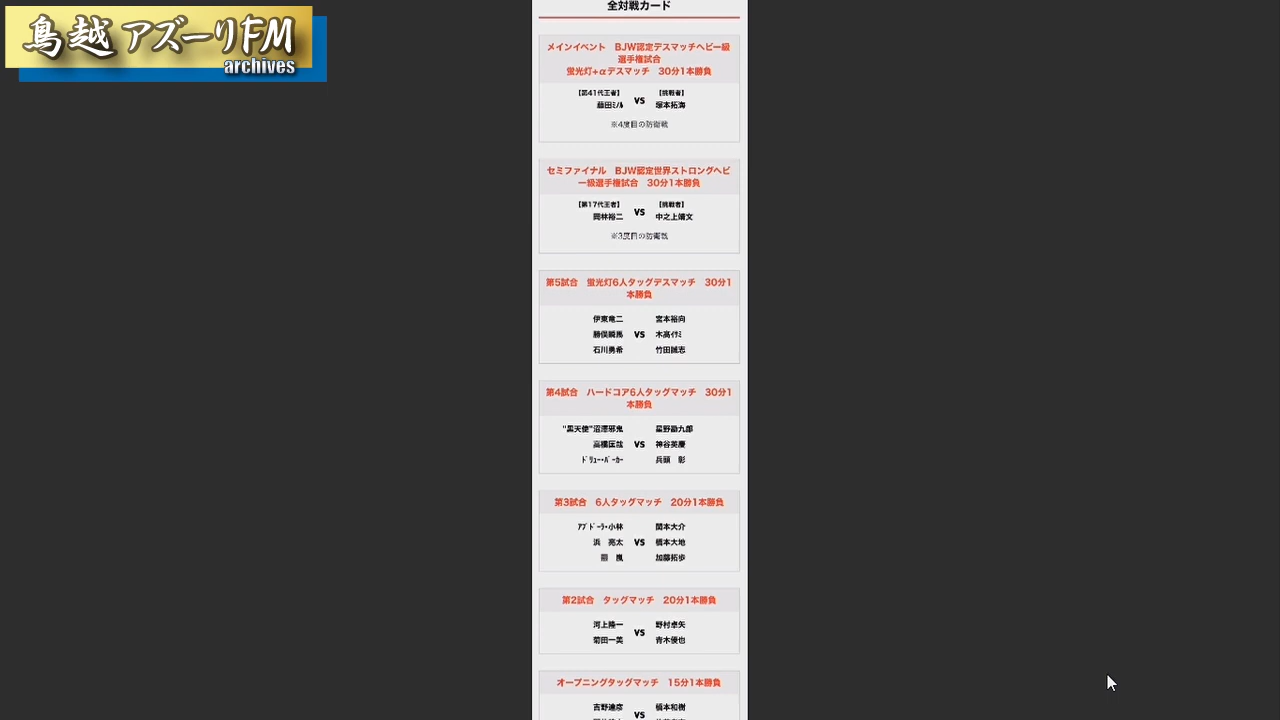 鳥越アズーリFM
archives
全対戦カード
メインイベント　BJW認定デスマッチヘビー級
選手権試合
蛍光灯+αデスマッチ　30分1本勝負
【第41代王者】 【挑戦者】
藤田ﾐﾉﾙ VS 塚本拓海
※4度目の防衛戦
セミファイナル　BJW認定世界ストロングヘビ
ー級選手権試合　30分1本勝負
【第17代王者】 【挑戦者】
岡林裕二 VS 中之上靖文
※3度目の防衛戦
第5試合　蛍光灯6人タッグデスマッチ　30分1
本勝負
伊東竜二 宮本裕向
勝俣瞬馬 VS 木高ｲｻﾐ
石川勇希 竹田誠志
第4試合　ハードコア6人タッグマッチ　30分1
本勝負
"黒天使"沼澤邪鬼 星野勘九郎
高橋匡哉 VS 神谷英慶
ﾄﾞﾘｭｰ･ﾊﾟｰｶｰ 兵頭　彰
第3試合　6人タッグマッチ　20分1本勝負
ｱﾌﾞﾄﾞｰﾗ･小林 関本大介
浜　亮太 VS 橋本大地
嵐 加藤拓歩
第2試合　タッグマッチ　20分1本勝負
河上隆一 VS 野村卓矢
菊田一美 青木優也
オープニングタッグマッチ　15分1本勝負
吉野達彦 VS 橋本和樹